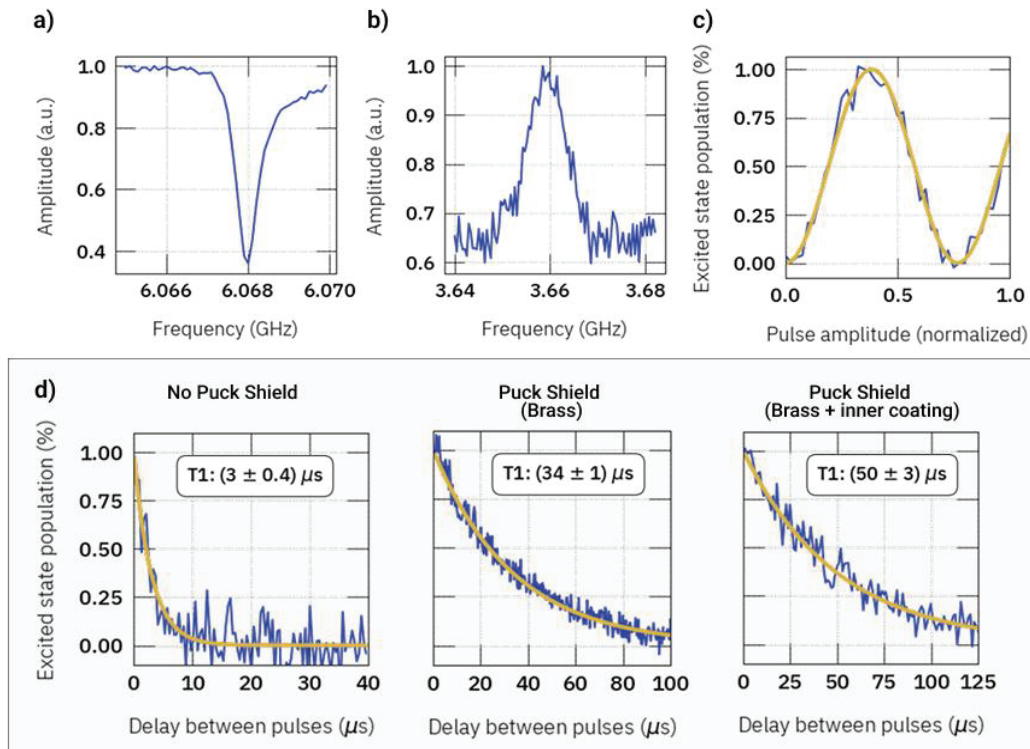 a)
b)
c)
Amplitude (a.u.)
1.0
0.8
0.6
0.4
6.066
6.068
6.070
Frequency (GHz)
Amplitude (a.u.)
1.0
0.9
0.8
0.7
0.6
3.64
3.66
3.68
Frequency (GHz)
Excited state population (%)
1.00
0.75
0.50
0.25
0.00
0.0
0.5
1.0
Pulse amplitude (normalized)
d)
No Puck Shield
Excited state population (%)
1.00
0.75
0.50
0.25
0.00
T1: (3 ± 0.4) μs
0
10
20
30
40
Delay between pulses (μs)
Puck Shield
(Brass)
T1: (34 ± 1) μs
0
20
40
60
80
100
Delay between pulses (μs)
Puck Shield
(Brass + inner coating)
T1: (50 ± 3) μs
0
25
50
75
100
125
Delay between pulses (μs)